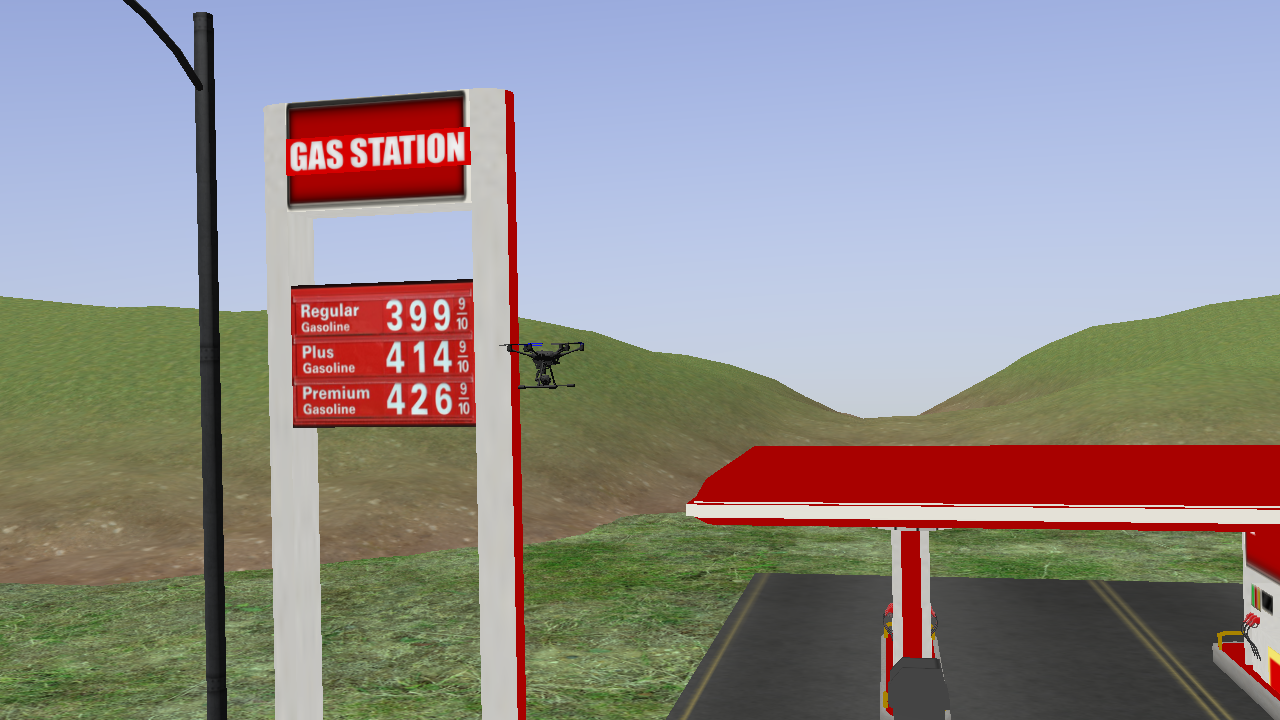 GAS STATION
Regular Gasoline 399 9/10
Plus Gasoline 414 9/10
Premium Gasoline 426 9/10